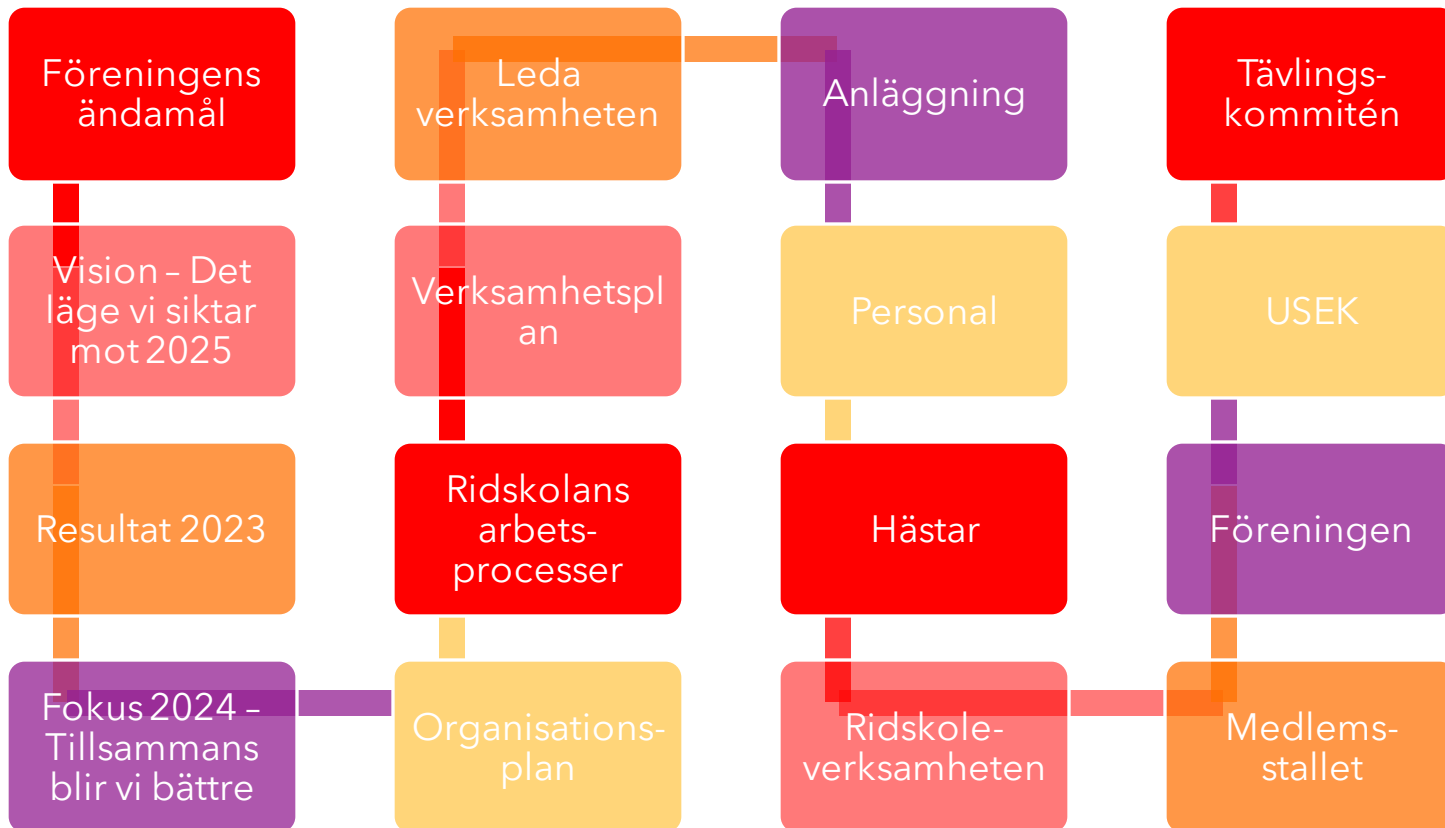 Föreningens
ändamål
Vision – Det
läge vi siktar
mot 2025
Resultat 2023
Fokus 2024 –
Tillsammans
blir vi bättre
Organisations-
plan
Ridskolans
arbets-
processer
Verksamhetspl
an
Leda
verksamheten
Anläggning
Personal
Hästar
Ridskole-
verksamheten
Medlems-
stallet
Föreningen
USEK
Tävlings-
kommitén